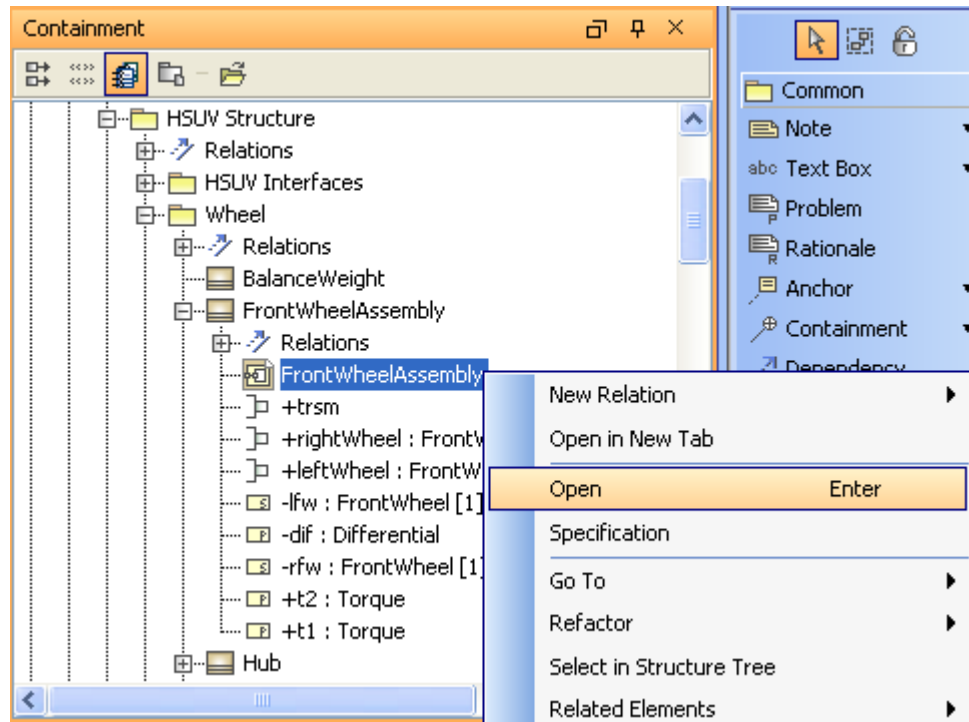 Containment
HSUV Structure
Relations
HSUV Interfaces
Wheel
Relations
BalanceWeight
FrontWheelAssembly
Relations
FrontWheelAssembly
+trsm
+rightWheel : FrontW
+leftWheel : FrontW
-lfw : FrontWheel [1]
-dif : Differential
-rfw : FrontWheel [1]
+t2 : Torque
+t1 : Torque
Hub
Common
Note
abc Text Box
P Problem
R Rationale
Anchor
Containment
Dependency
New Relation
Open in New Tab
Open Enter
Specification
Go To
Refactor
Select in Structure Tree
Related Elements